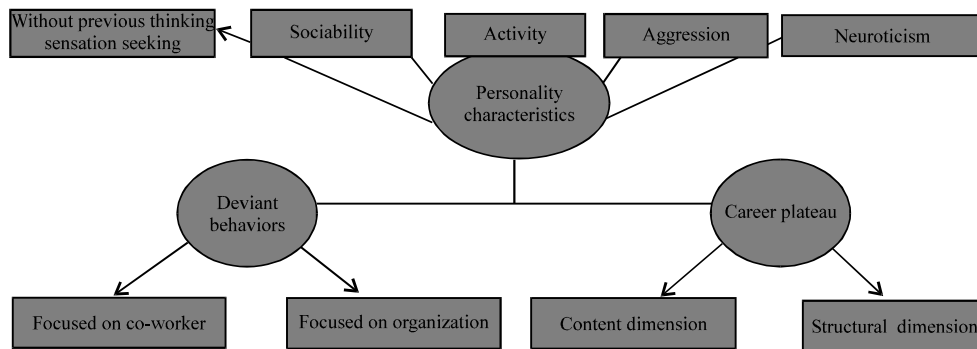 Without previous thinking
sensation seeking
Sociability
Activity
Aggression
Neuroticism
Personality
characteristics
Deviant
behaviors
Career plateau
Focused on co-worker
Focused on organization
Content dimension
Structural dimension